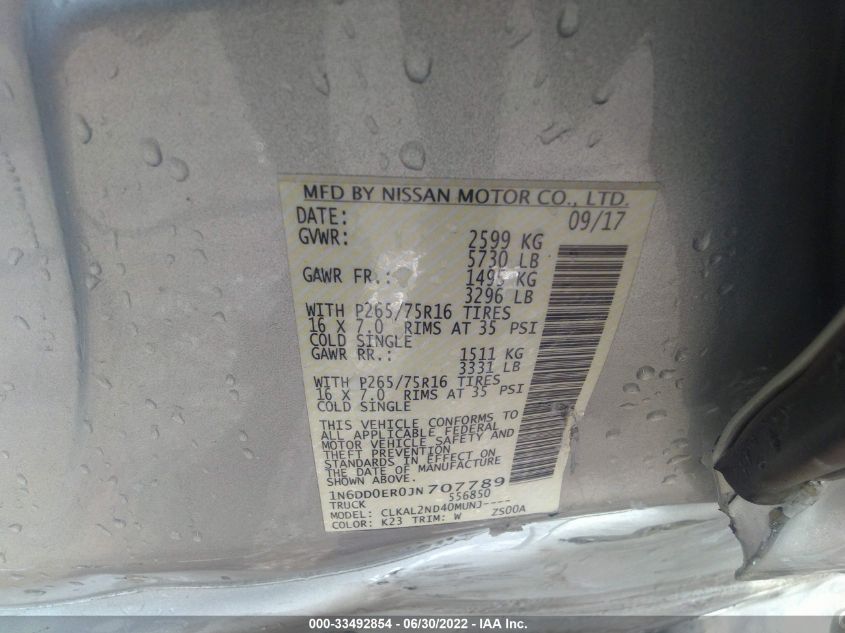 MFD BY NISSAN MOTOR CO., LTD.
DATE: 09/17
GVWR: 2599 KG
5730 LB
GAWR FR.: 1495 KG
3296 LB
WITH P265/75R16 TIRES
16 X 7.0 RIMS AT 35 PSI
COLD SINGLE
GAWR RR.: 1511 KG
3331 LB
WITH P265/75R16 TIRES
16 X 7.0 RIMS AT 35 PSI
COLD SINGLE
THIS VEHICLE CONFORMS TO
ALL APPLICABLE FEDERAL
MOTOR VEHICLE SAFETY AND
THEFT PREVENTION
STANDARDS IN EFFECT ON
THE DATE OF MANUFACTURE
SHOWN ABOVE.
1N6DD0ER0JN707789
TRUCK 556850
MODEL: CLKAL2ND40MUNJ----
COLOR: K23 TRIM: W ZS00A
000-33492854 - 06/30/2022 - IAA Inc.